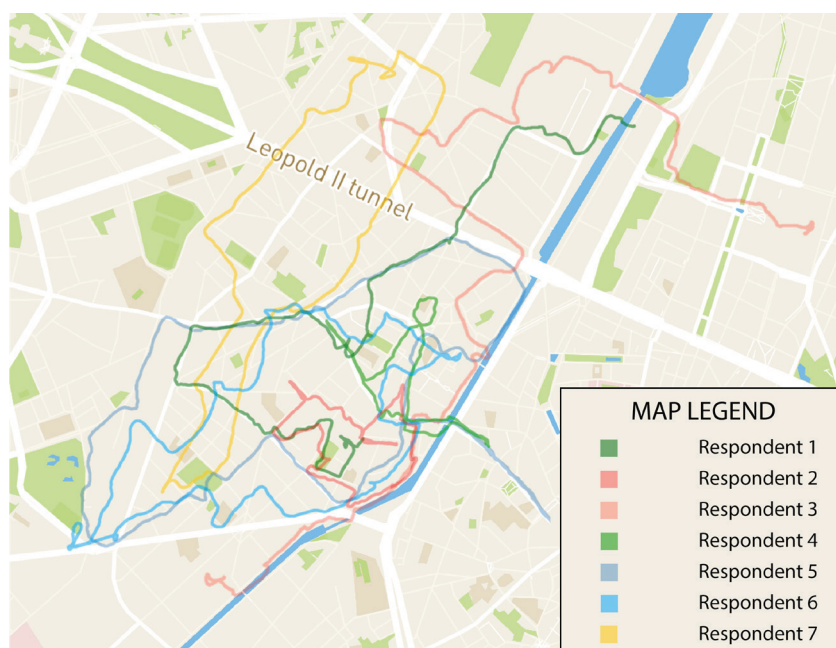 Leopold II tunnel
MAP LEGEND
Respondent 1
Respondent 2
Respondent 3
Respondent 4
Respondent 5
Respondent 6
Respondent 7